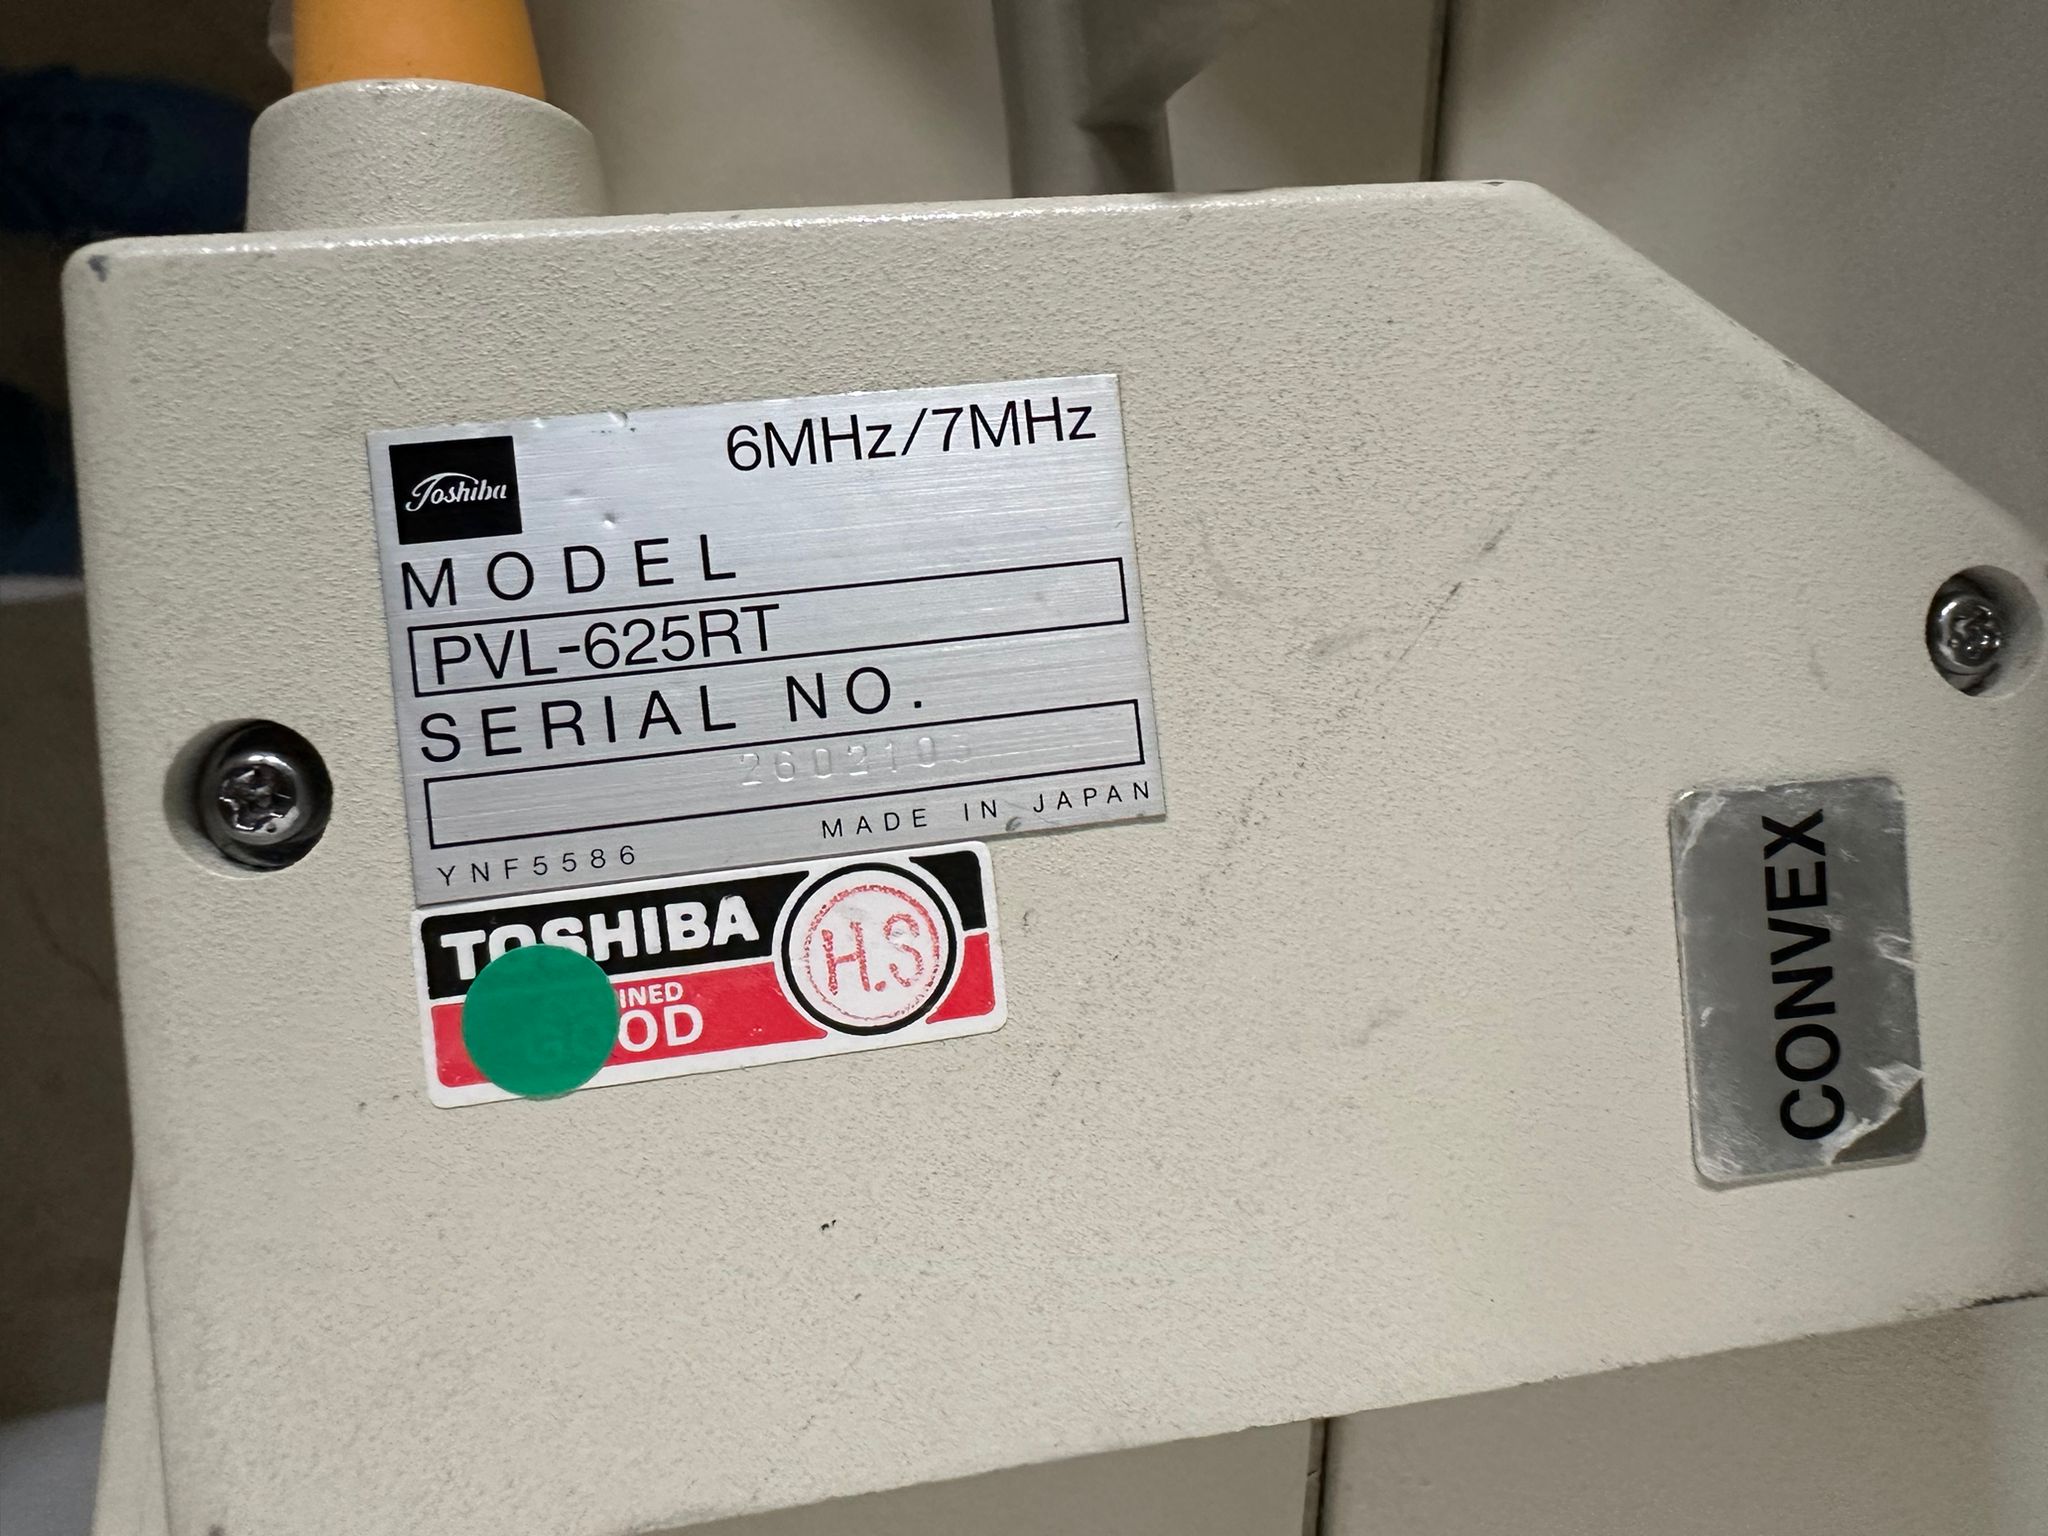 Toshiba
6MHz/7MHz
MODEL
PVL-625RT
SERIAL NO.
MADE IN JAPAN
YNF5586
TOSHIBA
H.S
CONVEX